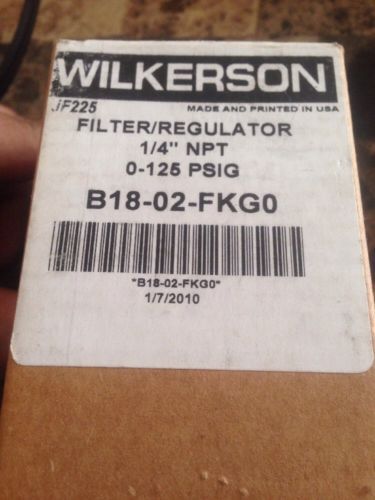 WILKERSON
JF225
MADE AND PRINTED IN USA
FILTER/REGULATOR
1/4" NPT
0-125 PSIG
B18-02-FKG0
"B18-02-FKG0"
1/7/2010